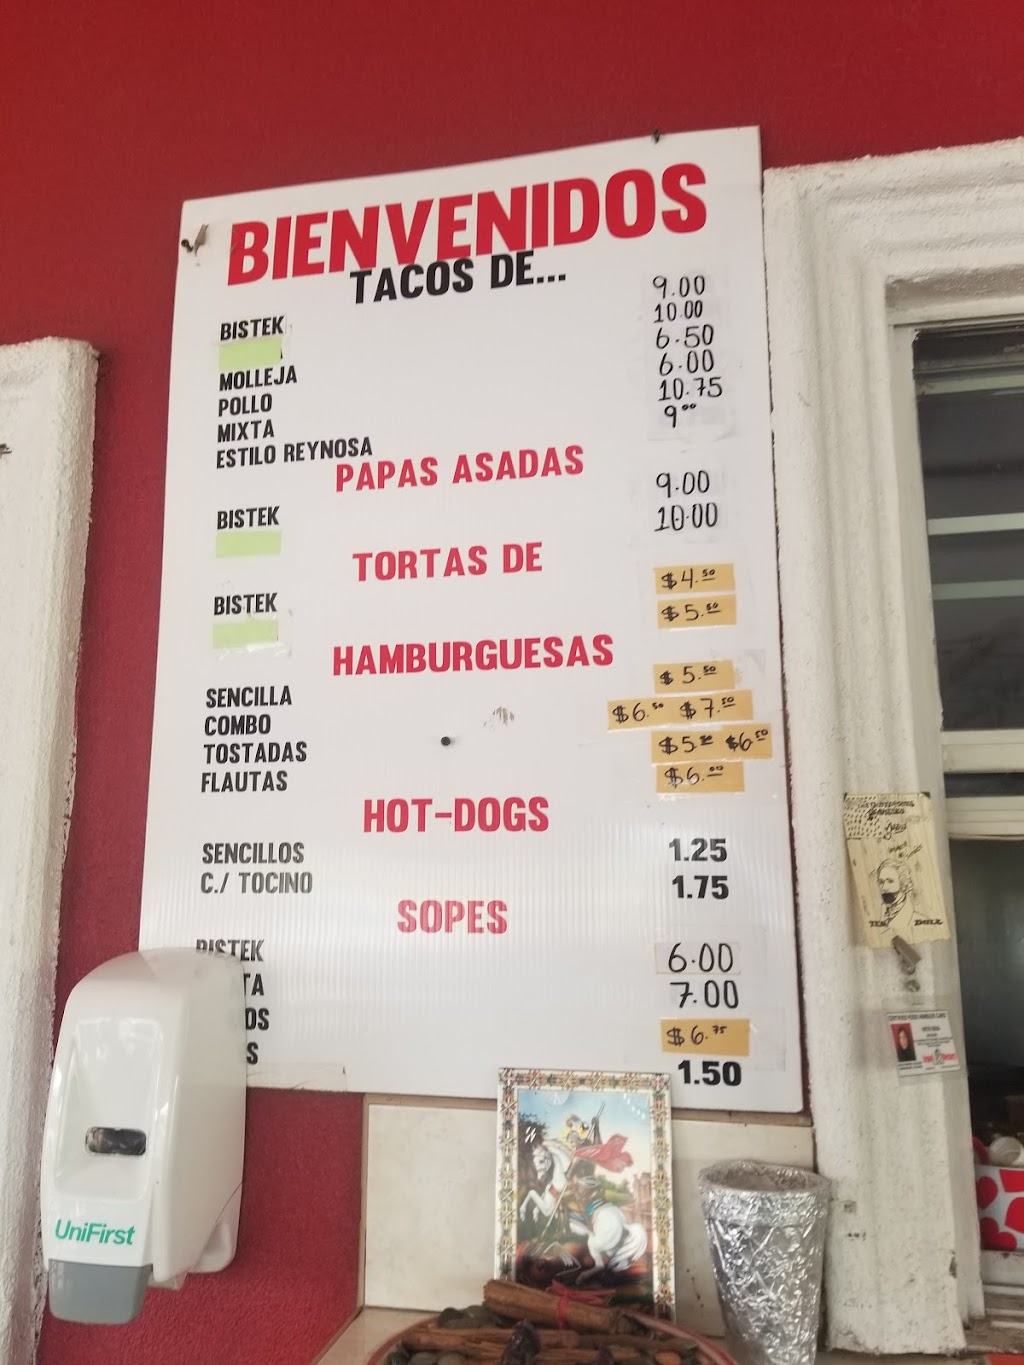 BIENVENIDOS
TACOS DE...
BISTEK 9.00
10.00
MOLLEJA 6.50
POLLO 6.00
MIXTA 10.75
ESTILO REYNOSA 9.00
PAPAS ASADAS
BISTEK 9.00
10.00
TORTAS DE
BISTEK $4.50
$5.50
HAMBURGUESAS
SENCILLA $5.50
COMBO $6.50 $7.50
TOSTADAS $5.50 $6.50
FLAUTAS $6.00
HOT-DOGS
SENCILLOS 1.25
C./ TOCINO 1.75
SOPES
BISTEK 6.00
TA 7.00
OS $6.75
S 1.50
UniFirst